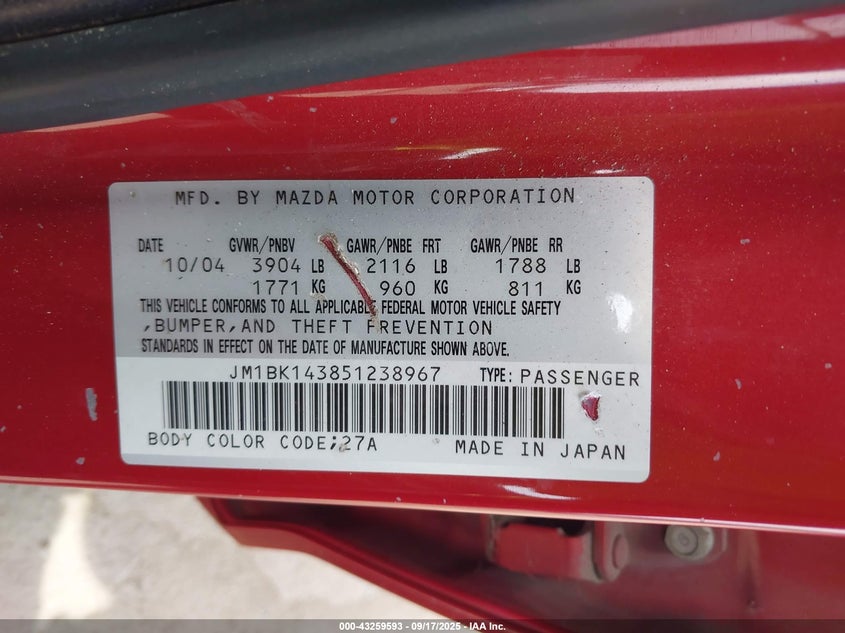 MFD. BY MAZDA MOTOR CORPORATION
DATE GVWR/PNBV GAWR/PNBE FRT GAWR/PNBE RR
10/04 3904 LB 2116 LB 1788 LB
1771 KG 960 KG 811 KG
THIS VEHICLE CONFORMS TO ALL APPLICABLE FEDERAL MOTOR VEHICLE SAFETY
,BUMPER,AND THEFT PREVENTION
STANDARDS IN EFFECT ON THE DATE OF MANUFACTURE SHOWN ABOVE.
JM1BK143851238967 TYPE: PASSENGER
BODY COLOR CODE;27A MADE IN JAPAN
000-43259593 - 09/17/2025 - IAA Inc.